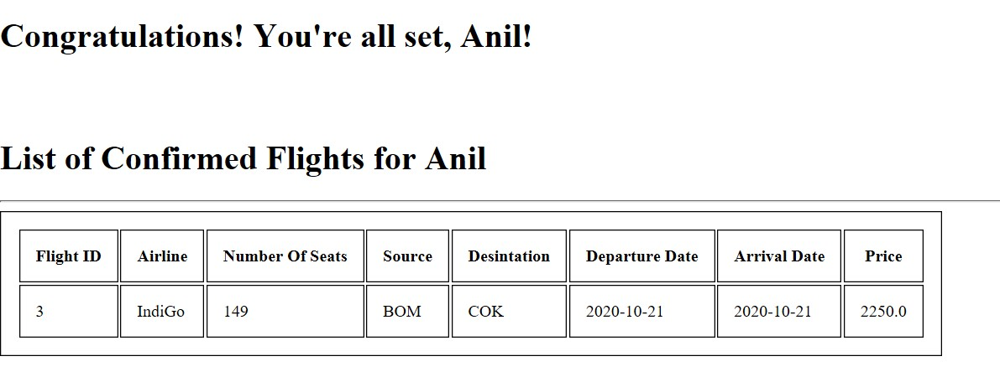 Congratulations! You're all set, Anil!
List of Confirmed Flights for Anil
Flight ID Airline Number Of Seats Source Desintation Departure Date Arrival Date Price
3 IndiGo 149 BOM COK 2020-10-21 2020-10-21 2250.0